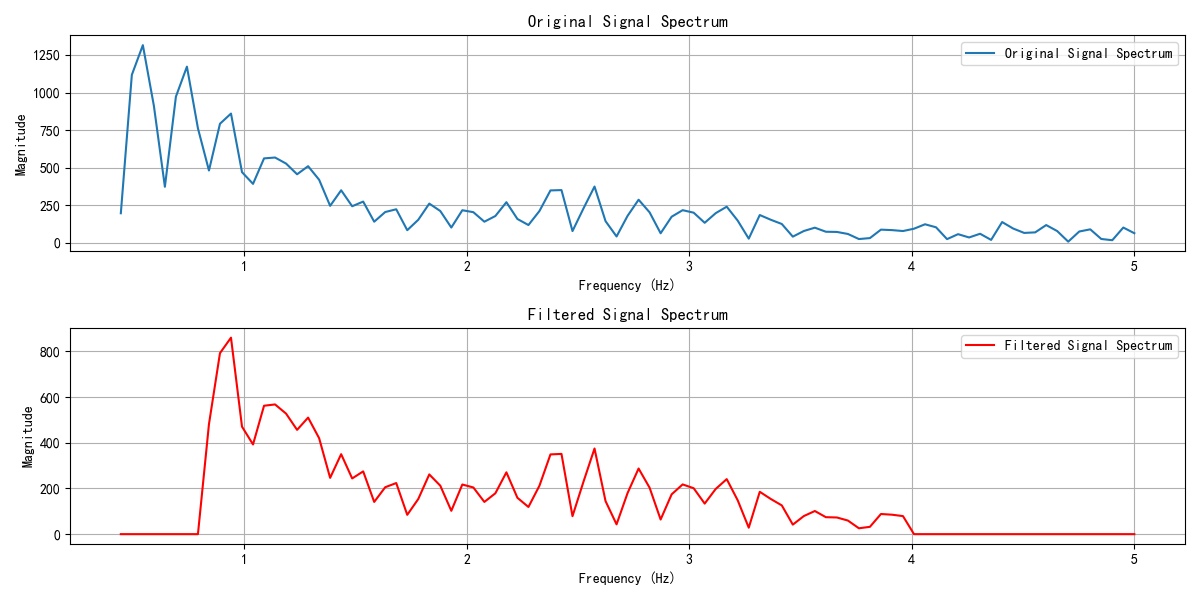 Original Signal Spectrum
Original Signal Spectrum
Magnitude
1250
1000
750
500
250
0
1 2 3 4 5
Frequency (Hz)
Filtered Signal Spectrum
Filtered Signal Spectrum
Magnitude
800
600
400
200
0
1 2 3 4 5
Frequency (Hz)